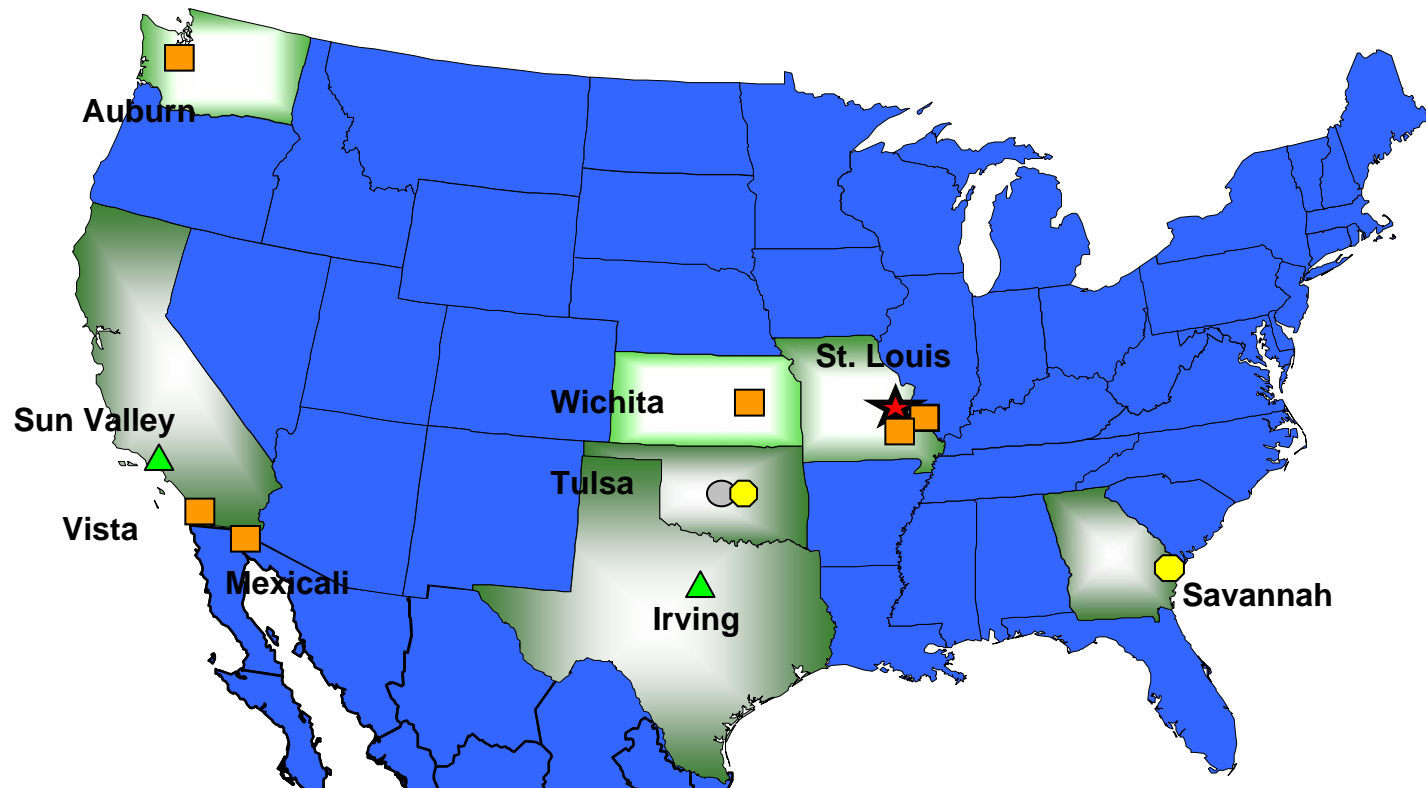 Auburn
St. Louis
Wichita
Sun Valley
Tulsa
Vista
Mexicali
Savannah
Irving